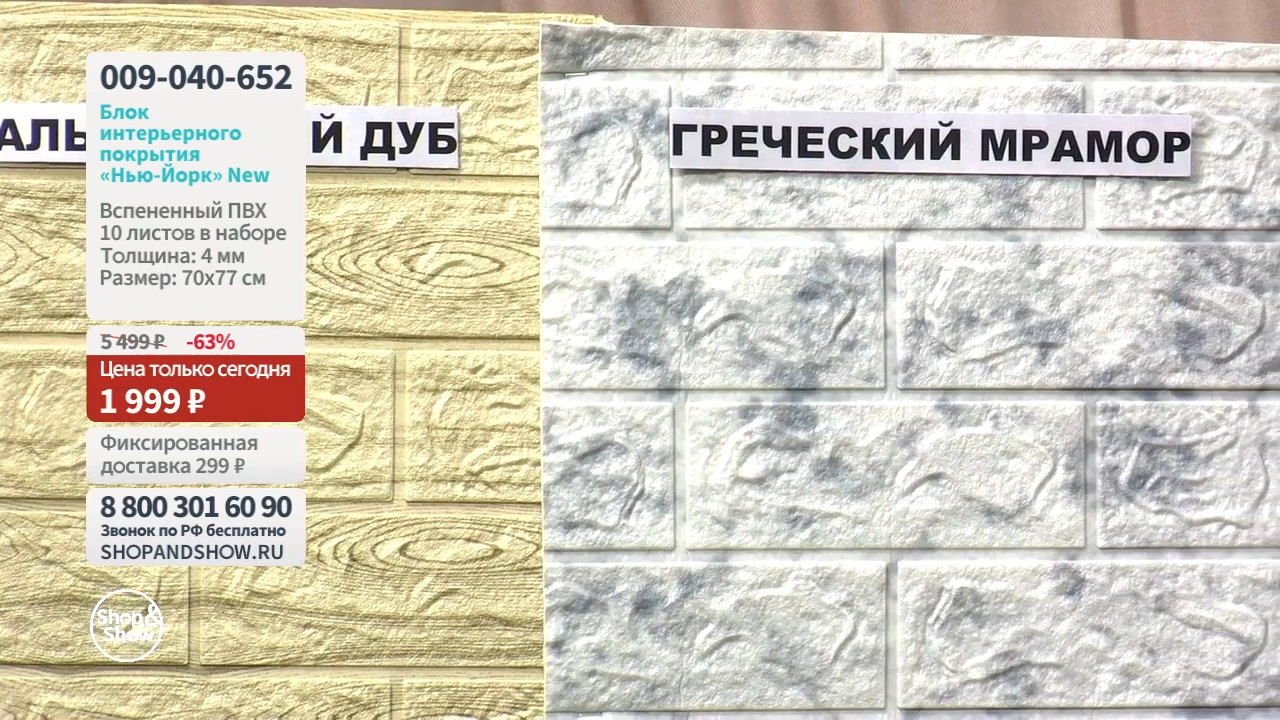 009-040-652
Блок
интерьерного
покрытия
«Нью-Йорк» New
Вспененный ПВХ
10 листов в наборе
Толщина: 4 мм
Размер: 70x77 см
5 499 ₽ -63%
Цена только сегодня
1 999 ₽
Фиксированная
доставка 299 ₽
8 800 301 60 90
Звонок по РФ бесплатно
SHOPANDSHOW.RU
Shop&
Show
АЛЬ Й ДУБ
ГРЕЧЕСКИЙ МРАМОР